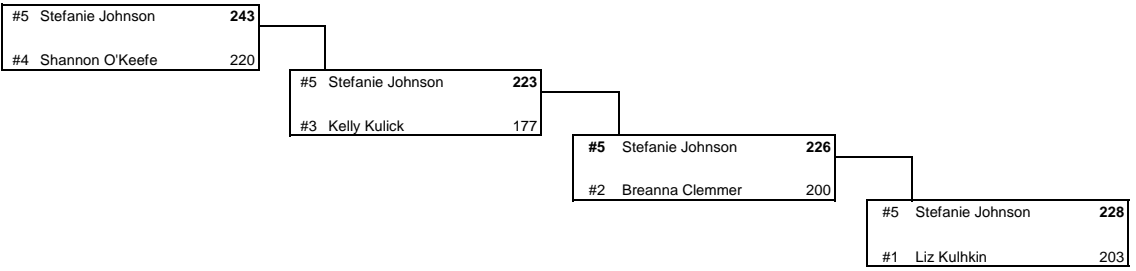 #5 Stefanie Johnson 243
#4 Shannon O'Keefe 220
#5 Stefanie Johnson 223
#3 Kelly Kulick 177
#5 Stefanie Johnson 226
#2 Breanna Clemmer 200
#5 Stefanie Johnson 228
#1 Liz Kulhkin 203